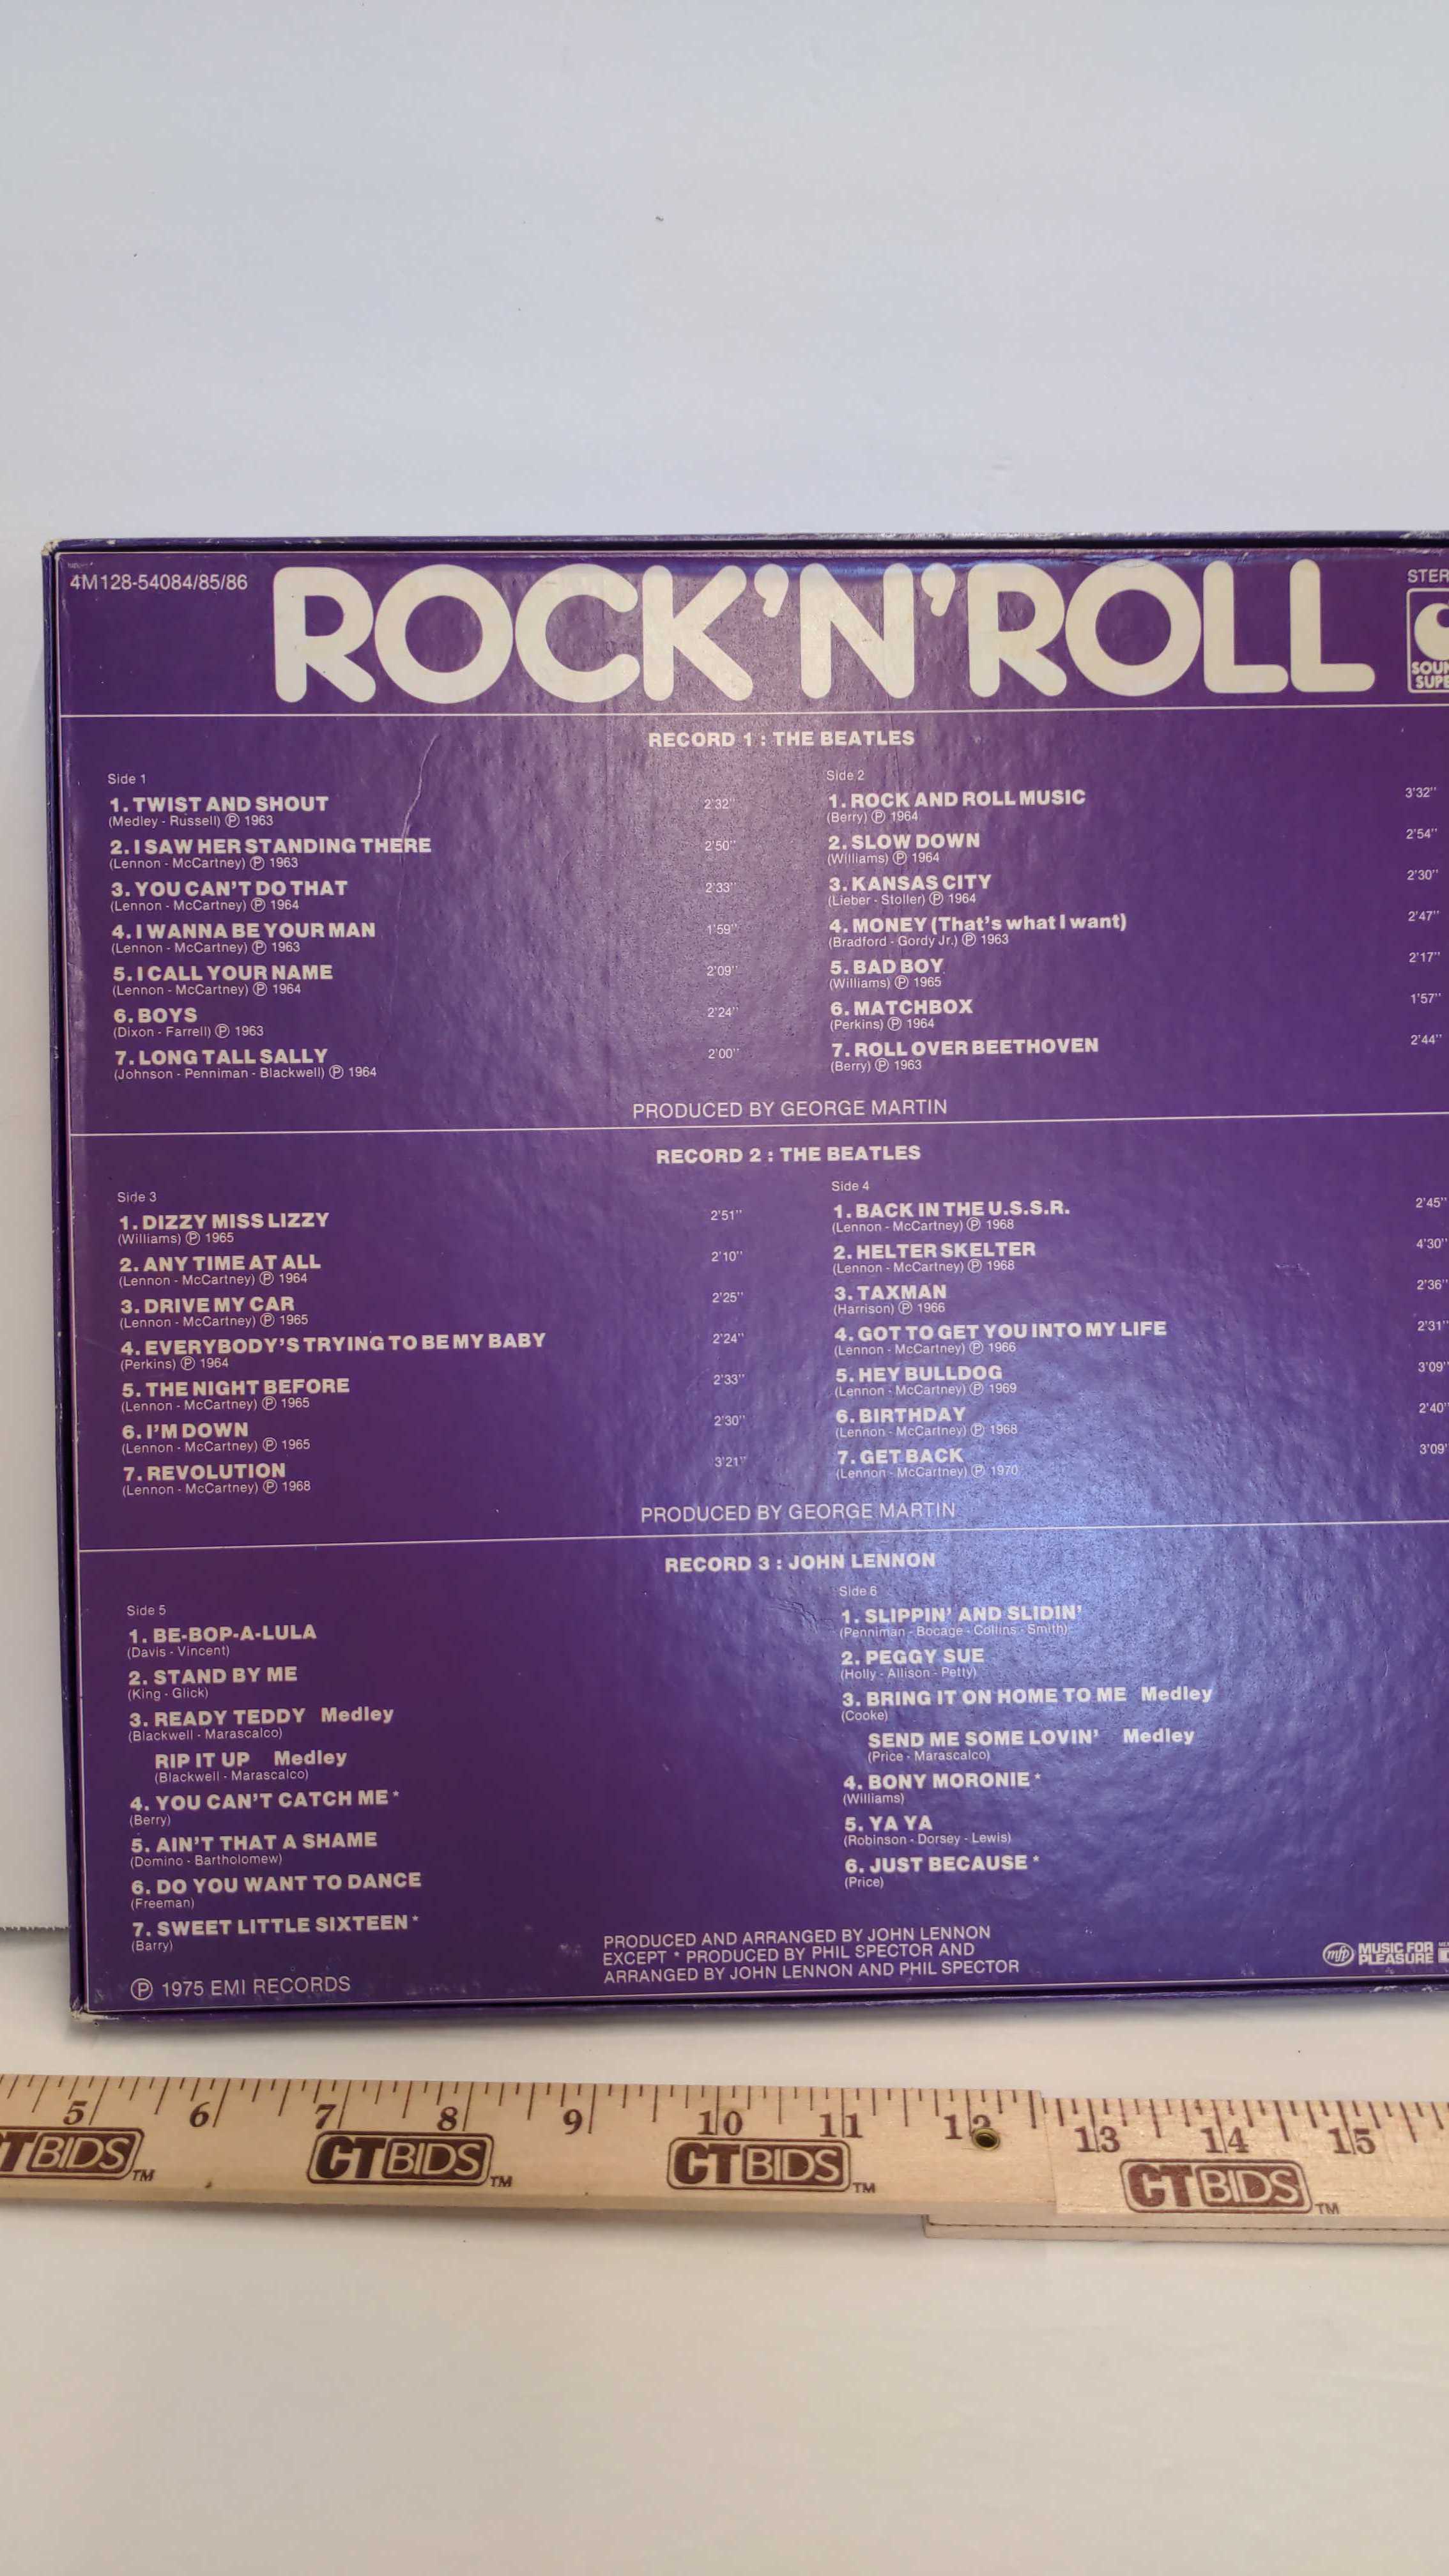 4M128-54084/85/86
ROCK'N'ROLL
STER
SOUN
SUPE
RECORD 1 : THE BEATLES
Side 1
1. TWIST AND SHOUT 2'32"
(Medley - Russell) Ⓟ 1963
2. I SAW HER STANDING THERE 2'50"
(Lennon - McCartney) Ⓟ 1963
3. YOU CAN'T DO THAT 2'33"
(Lennon - McCartney) Ⓟ 1964
4. I WANNA BE YOUR MAN 1'59"
(Lennon - McCartney) Ⓟ 1963
5. I CALL YOUR NAME 2'09"
(Lennon - McCartney) Ⓟ 1964
6. BOYS 2'24"
(Dixon - Farrell) Ⓟ 1963
7. LONG TALL SALLY 2'00"
(Johnson - Penniman - Blackwell) Ⓟ 1964
Side 2
1. ROCK AND ROLL MUSIC 3'32"
(Berry) Ⓟ 1964
2. SLOW DOWN 2'54"
(Williams) Ⓟ 1964
3. KANSAS CITY 2'30"
(Lieber - Stoller) Ⓟ 1964
4. MONEY (That's what I want) 2'47"
(Bradford - Gordy Jr.) Ⓟ 1963
5. BAD BOY 2'17"
(Williams) Ⓟ 1965
6. MATCHBOX 1'57"
(Perkins) Ⓟ 1964
7. ROLL OVER BEETHOVEN 2'44"
(Berry) Ⓟ 1963
PRODUCED BY GEORGE MARTIN
RECORD 2 : THE BEATLES
Side 3
1. DIZZY MISS LIZZY 2'51"
(Williams) Ⓟ 1965
2. ANY TIME AT ALL 2'10"
(Lennon - McCartney) Ⓟ 1964
3. DRIVE MY CAR 2'25"
(Lennon - McCartney) Ⓟ 1965
4. EVERYBODY'S TRYING TO BE MY BABY 2'24"
(Perkins) Ⓟ 1964
5. THE NIGHT BEFORE 2'33"
(Lennon - McCartney) Ⓟ 1965
6. I'M DOWN 2'30"
(Lennon - McCartney) Ⓟ 1965
7. REVOLUTION 3'21"
(Lennon - McCartney) Ⓟ 1968
Side 4
1. BACK IN THE U.S.S.R. 2'45"
(Lennon - McCartney) Ⓟ 1968
2. HELTER SKELTER 4'30"
(Lennon - McCartney) Ⓟ 1968
3. TAXMAN 2'36"
(Harrison) Ⓟ 1966
4. GOT TO GET YOU INTO MY LIFE 2'31"
(Lennon - McCartney) Ⓟ 1966
5. HEY BULLDOG 3'09"
(Lennon - McCartney) Ⓟ 1969
6. BIRTHDAY 2'40"
(Lennon - McCartney) Ⓟ 1968
7. GET BACK 3'09"
(Lennon - McCartney) Ⓟ 1970
PRODUCED BY GEORGE MARTIN
RECORD 3 : JOHN LENNON
Side 5
1. BE-BOP-A-LULA
(Davis - Vincent)
2. STAND BY ME
(King - Glick)
3. READY TEDDY Medley
(Blackwell - Marascalco)
RIP IT UP Medley
(Blackwell - Marascalco)
4. YOU CAN'T CATCH ME *
(Berry)
5. AIN'T THAT A SHAME
(Domino - Bartholomew)
6. DO YOU WANT TO DANCE
(Freeman)
7. SWEET LITTLE SIXTEEN *
(Barry)
Side 6
1. SLIPPIN' AND SLIDIN'
(Penniman - Bocage - Collins - Smith)
2. PEGGY SUE
(Holly - Allison - Petty)
3. BRING IT ON HOME TO ME Medley
(Cooke)
SEND ME SOME LOVIN' Medley
(Price - Marascalco)
4. BONY MORONIE *
(Williams)
5. YA YA
(Robinson - Dorsey - Lewis)
6. JUST BECAUSE *
(Price)
PRODUCED AND ARRANGED BY JOHN LENNON
EXCEPT * PRODUCED BY PHIL SPECTOR AND
ARRANGED BY JOHN LENNON AND PHIL SPECTOR
Ⓟ 1975 EMI RECORDS
mfp MUSIC FOR
PLEASURE
5 6 7 8 9 10 11 12 13 14 15
CTBIDS™ CTBIDS™ CTBIDS™ CTBIDS™